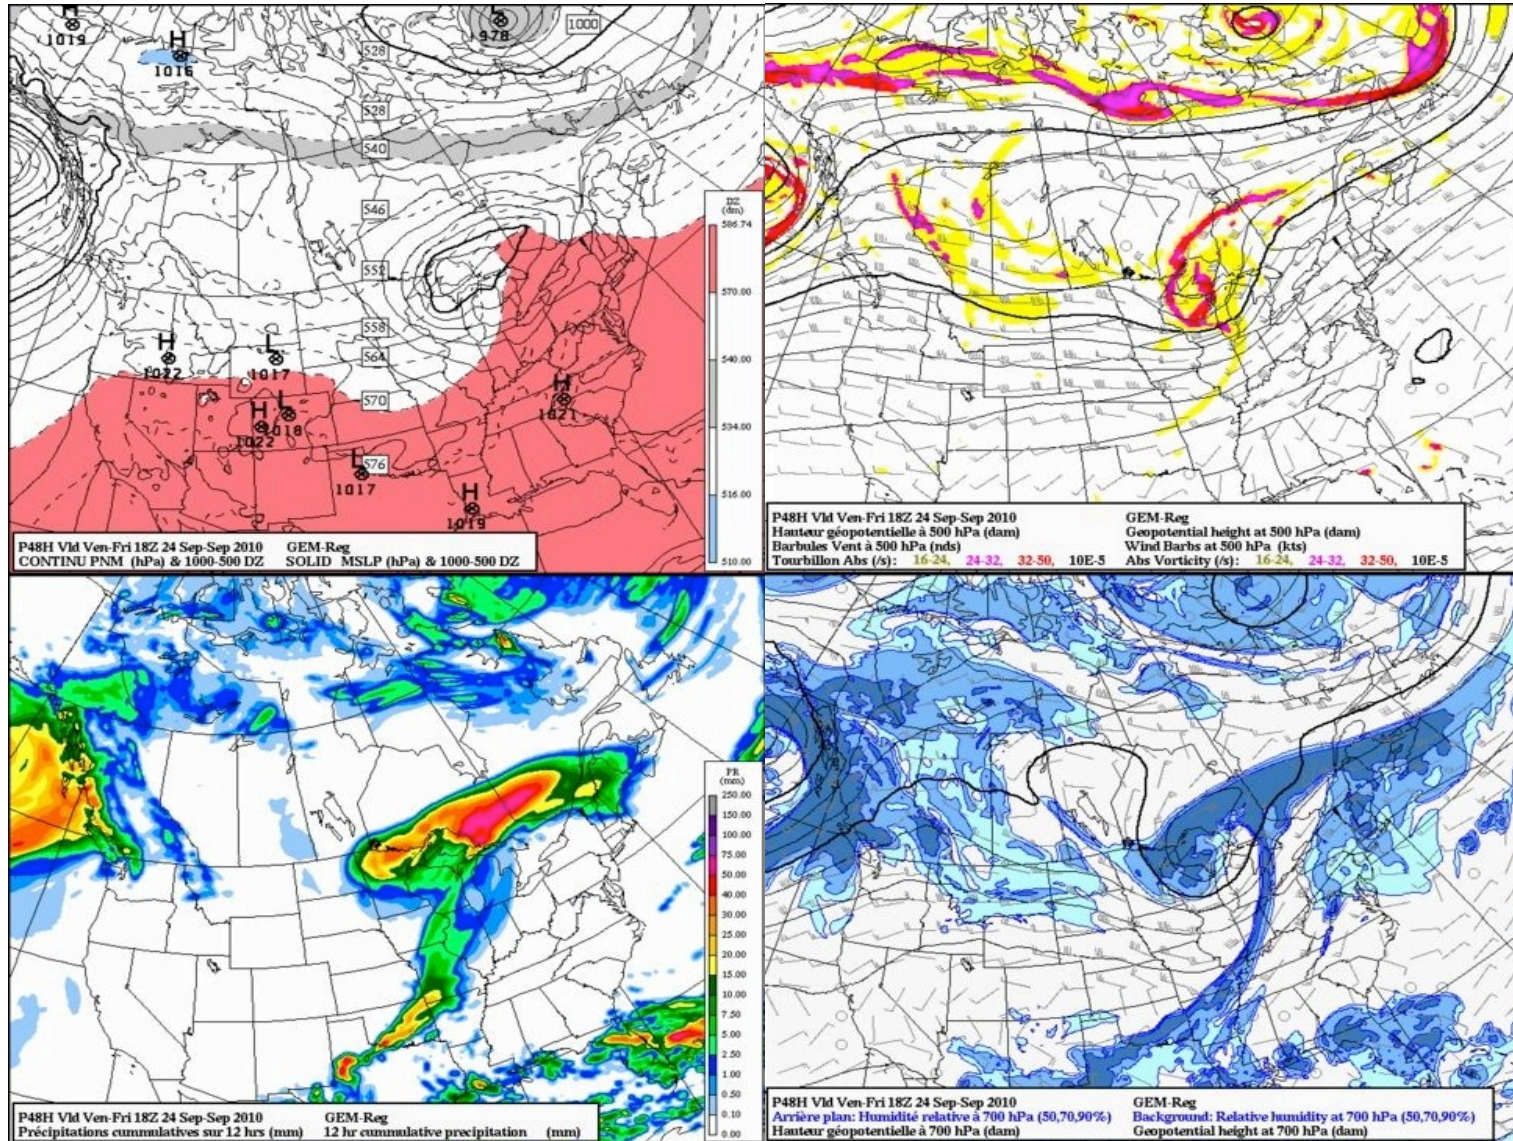 1019
H
1016
L
978
1000
528
528
540
546
552
558
564
570
576
H
1022
L
1017
H
1022
L
1018
L
1017
H
1019
H
1021
DZ
(dm)
586.74
570.00
540.00
534.00
516.00
510.00
P48H Vld Ven-Fri 18Z 24 Sep-Sep 2010 GEM-Reg
CONTINU PNM (hPa) & 1000-500 DZ SOLID MSLP (hPa) & 1000-500 DZ
P48H Vld Ven-Fri 18Z 24 Sep-Sep 2010 GEM-Reg
Hauteur géopotentielle à 500 hPa (dam) Geopotential height at 500 hPa (dam)
Barbules Vent à 500 hPa (nds) Wind Barbs at 500 hPa (kts)
Tourbillon Abs (/s): 16-24, 24-32, 32-50, 10E-5 Abs Vorticity (/s): 16-24, 24-32, 32-50, 10E-5
PR
(mm)
250.00
150.00
100.00
75.00
50.00
40.00
30.00
25.00
20.00
15.00
10.00
7.50
5.00
2.50
1.00
0.50
0.10
0.00
P48H Vld Ven-Fri 18Z 24 Sep-Sep 2010 GEM-Reg
Précipitations cummulatives sur 12 hrs (mm) 12 hr cummulative precipitation (mm)
P48H Vld Ven-Fri 18Z 24 Sep-Sep 2010 GEM-Reg
Arrière plan: Humidité relative à 700 hPa (50,70,90%) Background: Relative humidity at 700 hPa (50,70,90%)
Hauteur géopotentielle à 700 hPa (dam) Geopotential height at 700 hPa (dam)